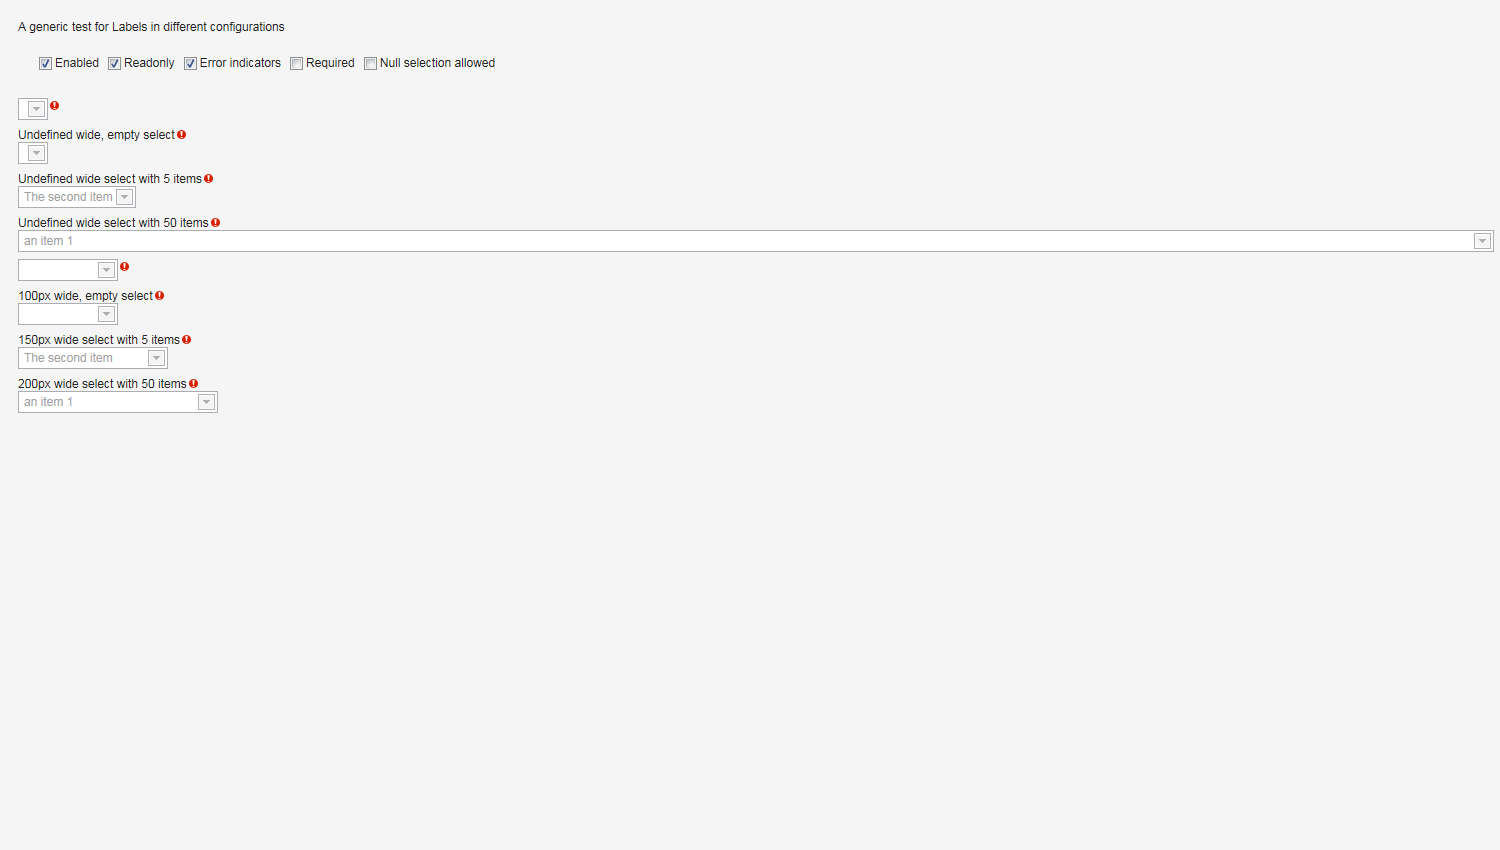 A generic test for Labels in different configurations
Enabled Readonly Error indicators Required Null selection allowed
Undefined wide, empty select
Undefined wide select with 5 items
The second item
Undefined wide select with 50 items
an item 1
100px wide, empty select
150px wide select with 5 items
The second item
200px wide select with 50 items
an item 1